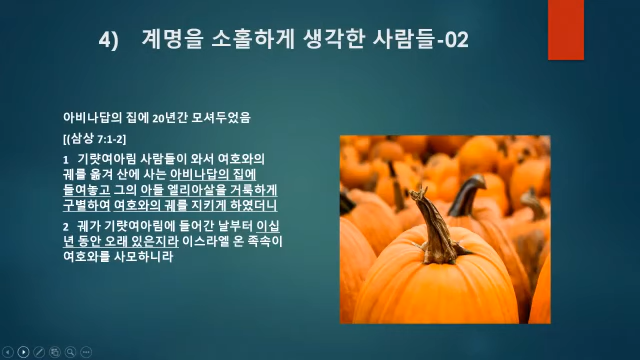 4) 계명을 소홀하게 생각한 사람들-02
아비나답의 집에 20년간 모셔두었음
[(삼상 7:1-2]
1 기럇여아림 사람들이 와서 여호와의
궤를 옮겨 산에 사는 아비나답의 집에
들여놓고 그의 아들 엘리아살을 거룩하게
구별하여 여호와의 궤를 지키게 하였더니
2 궤가 기럇여아림에 들어간 날부터 이십
년 동안 오래 있은지라 이스라엘 온 족속이
여호와를 사모하니라